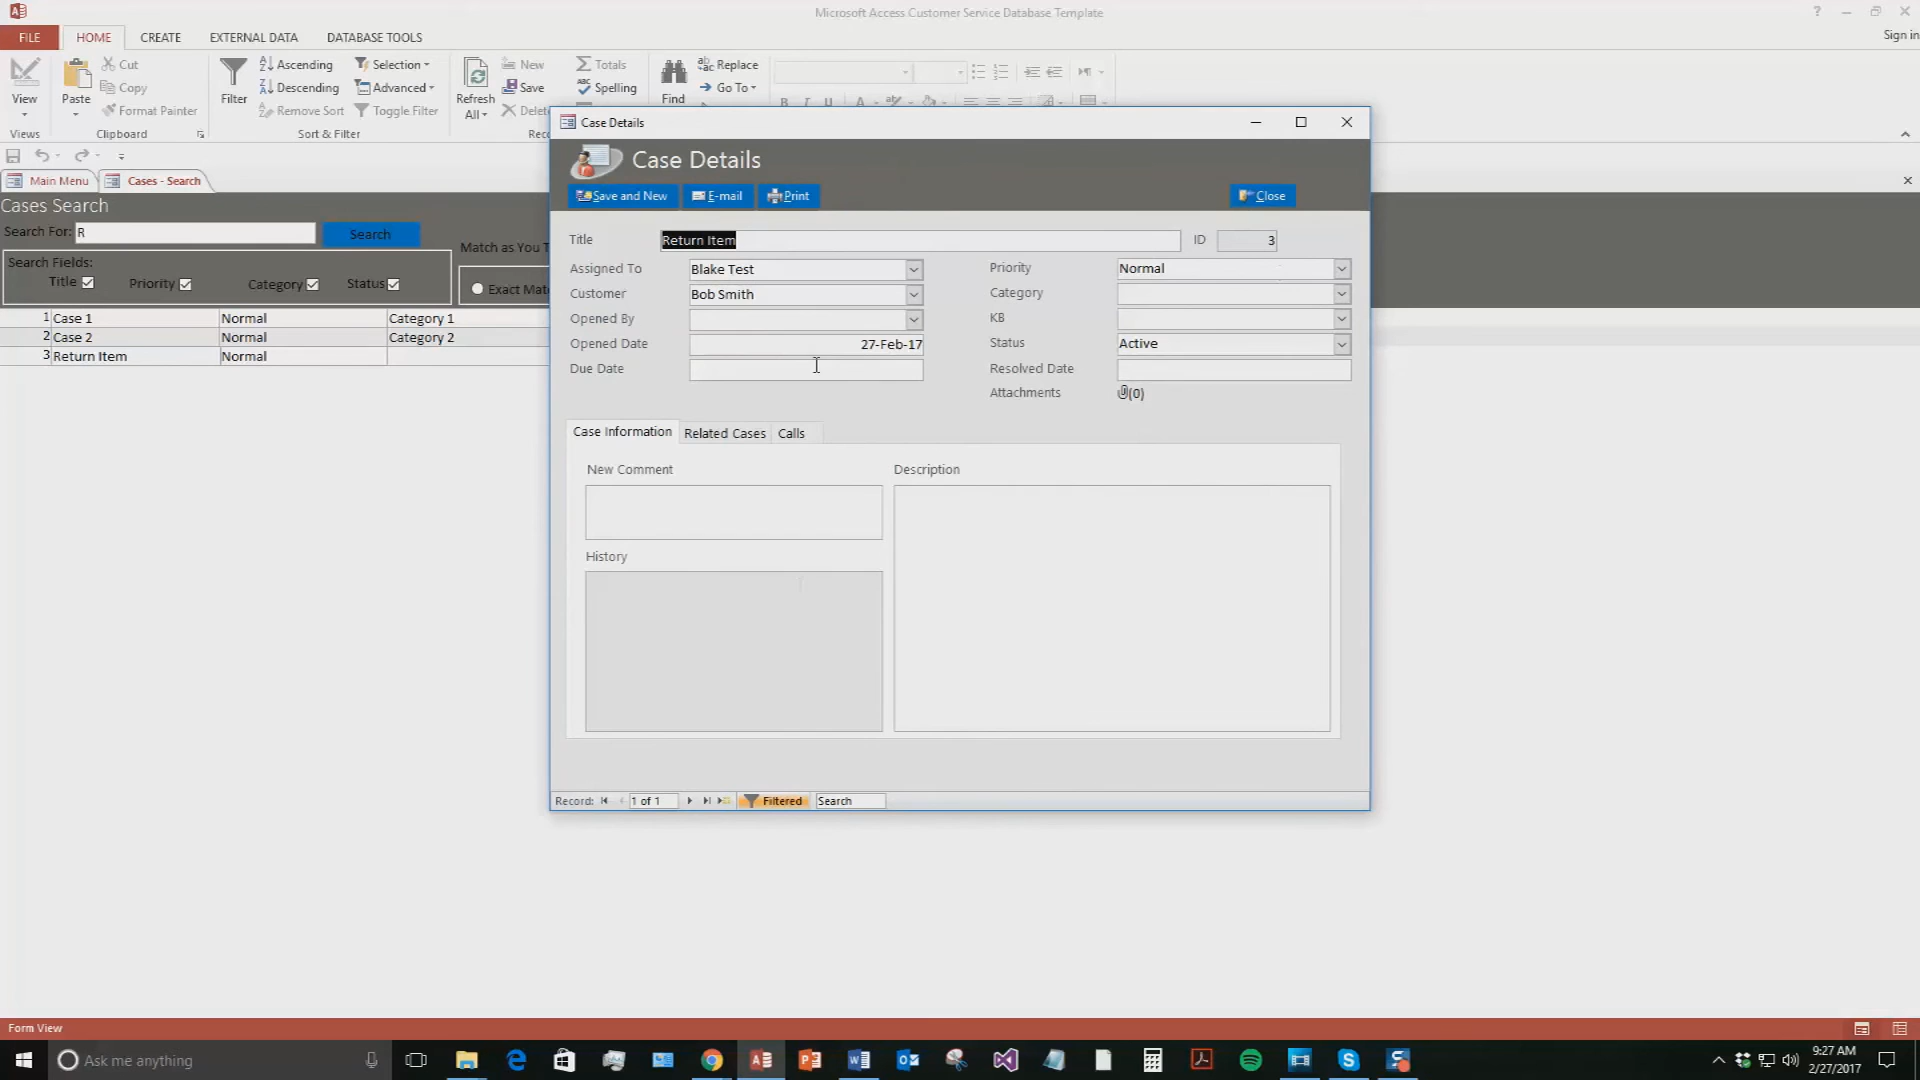 Microsoft Access Customer Service Database Template
?
FILE HOME CREATE EXTERNAL DATA DATABASE TOOLS
Sign in
View
Views
Paste
Cut
Copy
Format Painter
Clipboard
Filter
Ascending
Descending
Remove Sort
Selection
Advanced
Toggle Filter
Sort & Filter
Refresh
All
New
Save
Delete
Totals
Spelling
Find
Replace
Go To
B I U A
Main Menu
Cases - Search
Cases Search
Search For: R
Search
Search Fields:
Title Priority Category Status
Match as You T
Exact Mat
1 Case 1 Normal Category 1
2 Case 2 Normal Category 2
3 Return Item Normal
Case Details
Case Details
Save and New E-mail Print Close
Title Return Item ID 3
Assigned To Blake Test
Customer Bob Smith
Opened By
Opened Date 27-Feb-17
Due Date
Priority Normal
Category
KB
Status Active
Resolved Date
Attachments (0)
Case Information Related Cases Calls
New Comment
Description
History
Record: 1 of 1 Filtered Search
Form View
Ask me anything
9:27 AM
2/27/2017